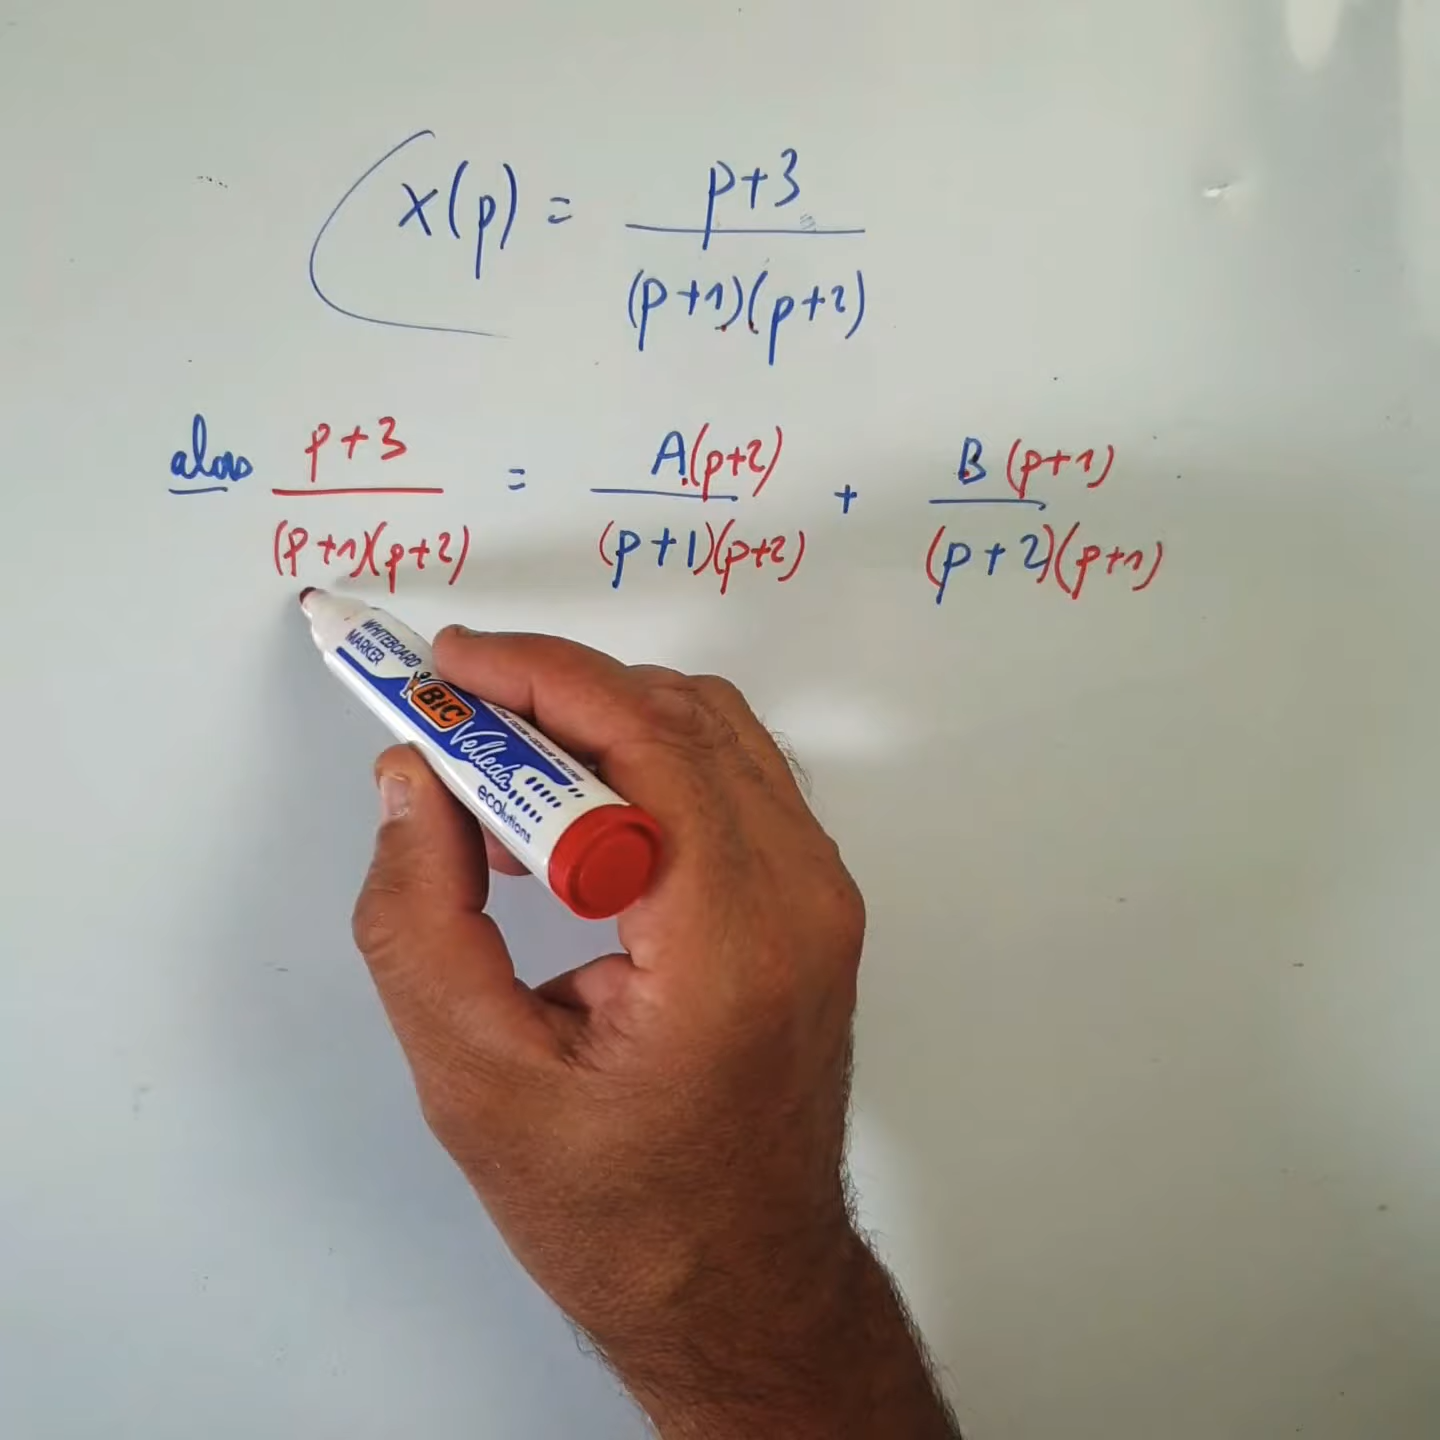 X(p) = p+3
(p+1)(p+2)
alors p+3 = A(p+2) + B(p+1)
(p+1)(p+2) (p+1)(p+2) (p+2)(p+1)
WHITEBOARD
MARKER
BIC
Velleda
ecolutions